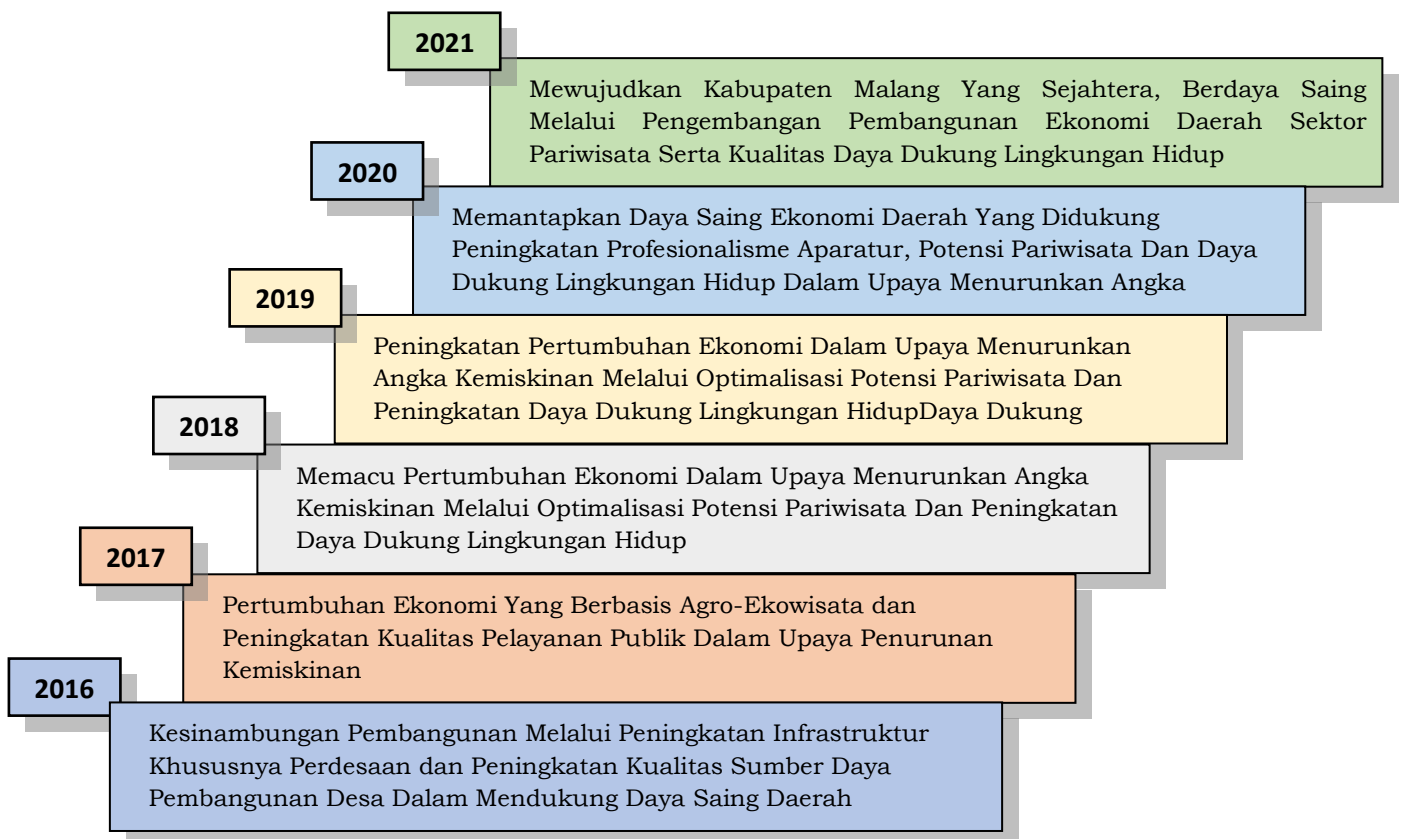 2021
Mewujudkan Kabupaten Malang Yang Sejahtera, Berdaya Saing
Melalui Pengembangan Pembangunan Ekonomi Daerah Sektor
Pariwisata Serta Kualitas Daya Dukung Lingkungan Hidup
2020
Memantapkan Daya Saing Ekonomi Daerah Yang Didukung
Peningkatan Profesionalisme Aparatur, Potensi Pariwisata Dan Daya
Dukung Lingkungan Hidup Dalam Upaya Menurunkan Angka
2019
Peningkatan Pertumbuhan Ekonomi Dalam Upaya Menurunkan
Angka Kemiskinan Melalui Optimalisasi Potensi Pariwisata Dan
Peningkatan Daya Dukung Lingkungan HidupDaya Dukung
2018
Memacu Pertumbuhan Ekonomi Dalam Upaya Menurunkan Angka
Kemiskinan Melalui Optimalisasi Potensi Pariwisata Dan Peningkatan
Daya Dukung Lingkungan Hidup
2017
Pertumbuhan Ekonomi Yang Berbasis Agro-Ekowisata dan
Peningkatan Kualitas Pelayanan Publik Dalam Upaya Penurunan
Kemiskinan
2016
Kesinambungan Pembangunan Melalui Peningkatan Infrastruktur
Khususnya Perdesaan dan Peningkatan Kualitas Sumber Daya
Pembangunan Desa Dalam Mendukung Daya Saing Daerah